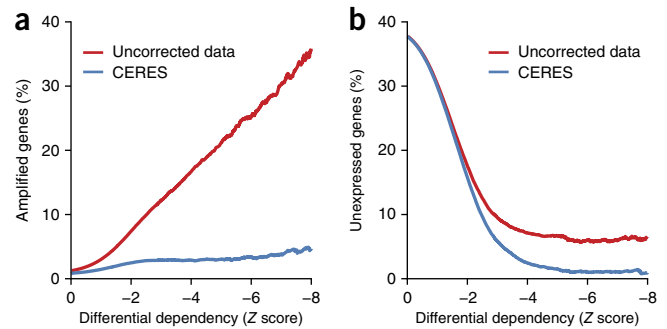 a
40
30
20
10
0
Amplified genes (%)
Uncorrected data
CERES
0 −2 −4 −6 −8
Differential dependency (Z score)
b
40
30
20
10
0
Unexpressed genes (%)
Uncorrected data
CERES
0 −2 −4 −6 −8
Differential dependency (Z score)